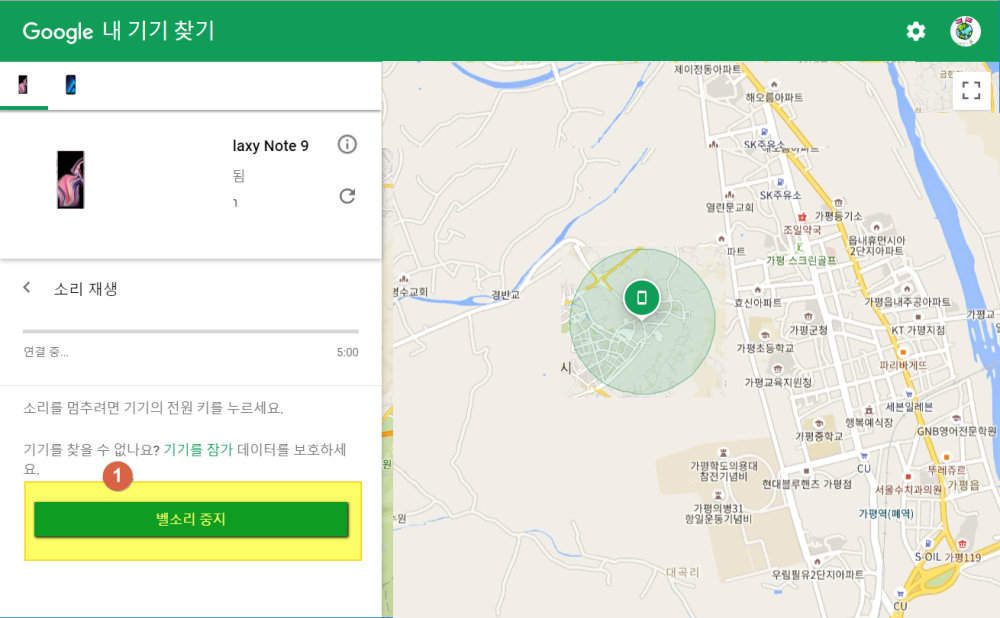 Google 내 기기 찾기
laxy Note 9
됨
소리 재생
연결 중...
5:00
소리를 멈추려면 기기의 전원 키를 누르세요.
기기를 찾을 수 없나요? 기기를 잠가 데이터를 보호하세
요.
1
벨소리 중지
제이정동아파트
해오름아파트
SK주유소
해오름아파트
SK주유소
열린문교회
가평등기소
조일약국
읍내휴먼시아
2단지아파트
파트
가평 스크린골프
명수교회
경반교
효신아파트
가평읍내주공아파트
가평교
가평군청
KT 가평지점
가평초등학교
파리바게뜨
시
가평교육지원청
세븐일레븐
행복예식장
GNB영어전문학원
가평중학교
CU
뚜레쥬르
가평학도의용대
참전기념비
현대블루핸즈 가평점
서울수치과의원
가평읍
원
가평의병31
항일운동기념비
가평역(폐역)
수원
S-OIL
가평119
대곡리
우림필유2단지아파트
CU